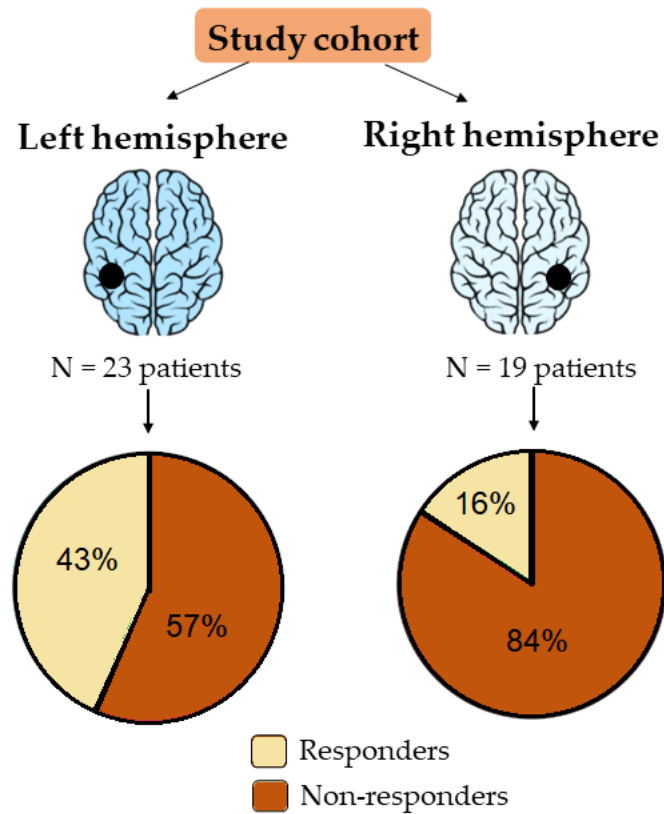 Study cohort
Left hemisphere
Right hemisphere
N = 23 patients
N = 19 patients
43%
57%
16%
84%
Responders
Non-responders